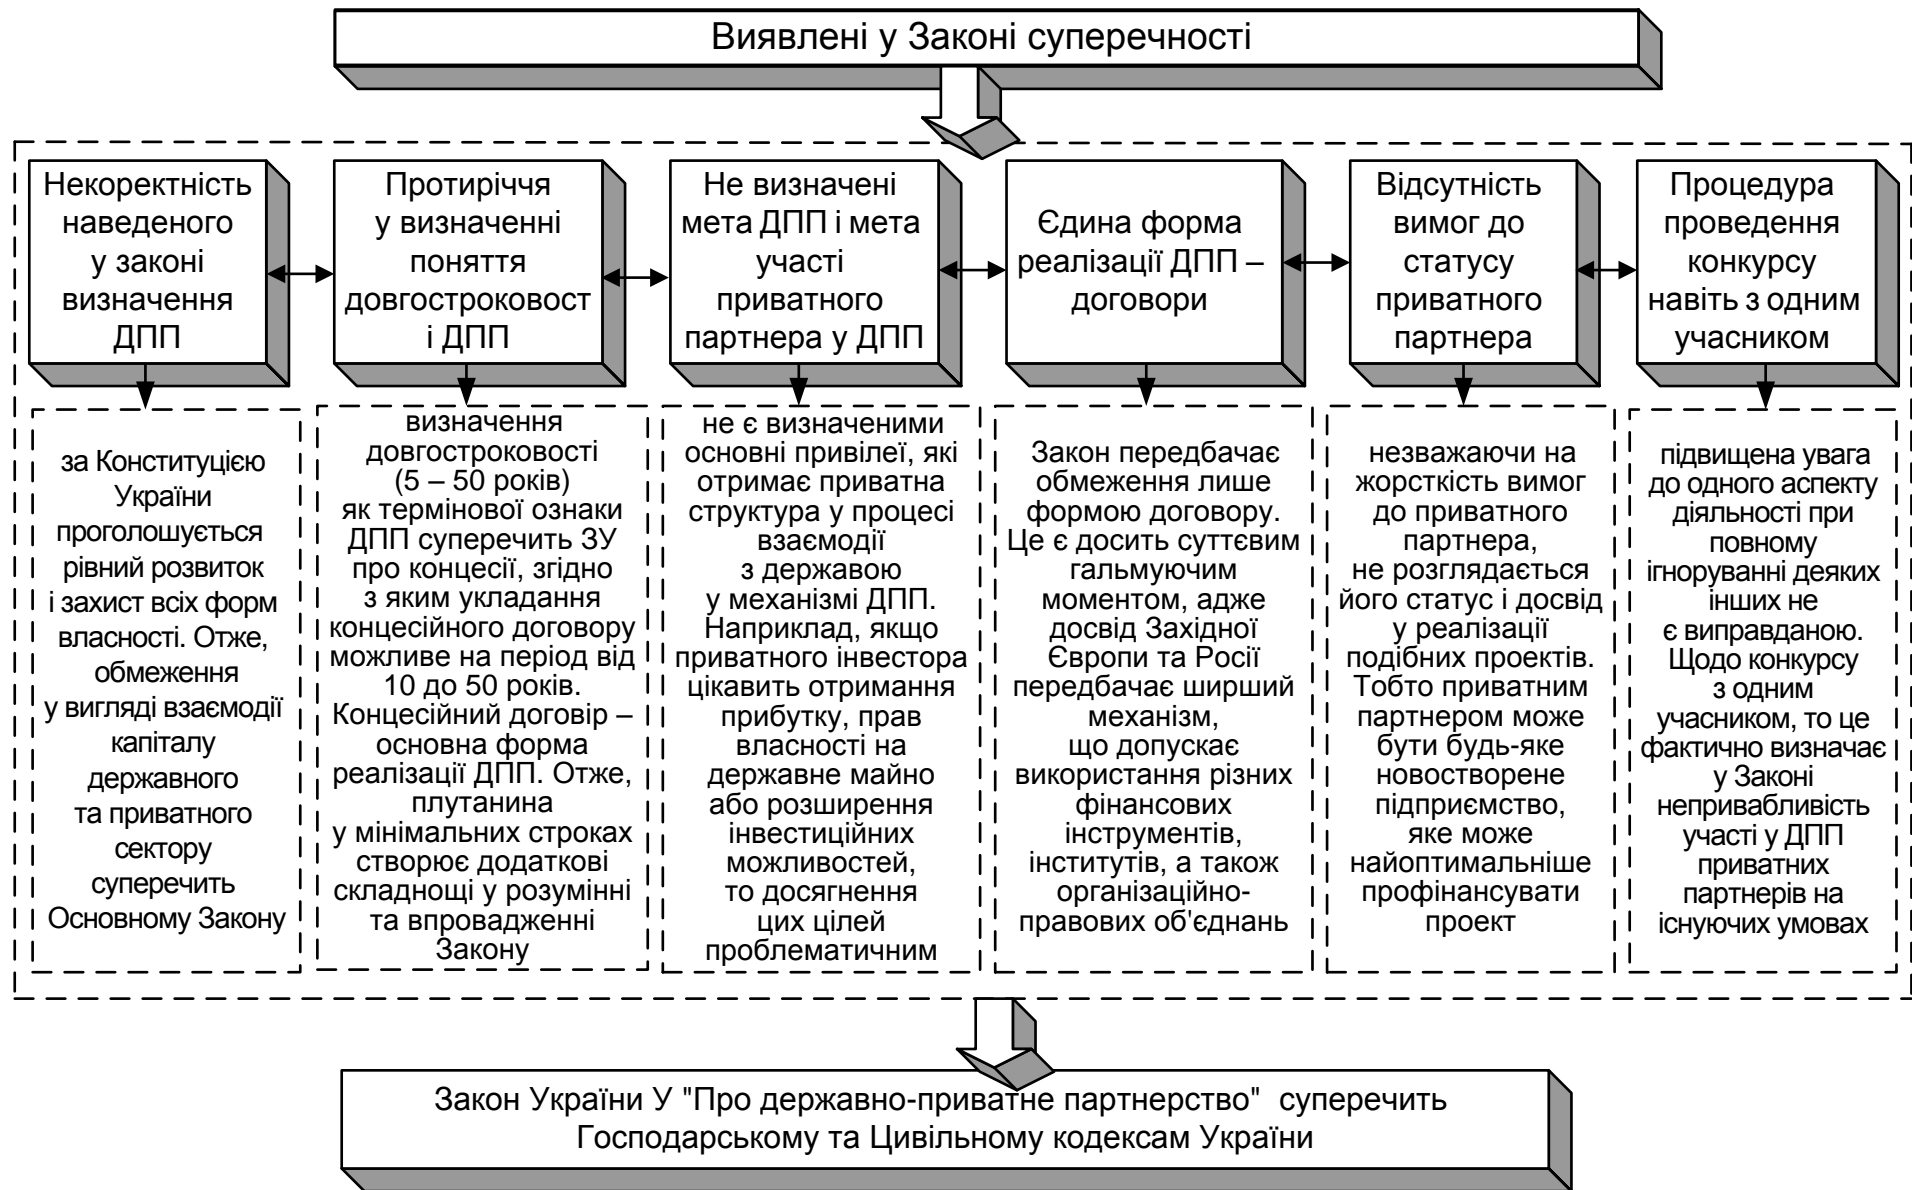 Виявлені у Законі суперечності
Некоректність
наведеного
у законі
визначення
ДПП
Протиріччя
у визначенні
поняття
довгостроковост
і ДПП
Не визначені
мета ДПП і мета
участі
приватного
партнера у ДПП
Єдина форма
реалізації ДПП –
договори
Відсутність
вимог до
статусу
приватного
партнера
Процедура
проведення
конкурсу
навіть з одним
учасником
за Конституцією
України
проголошується
рівний розвиток
і захист всіх форм
власності. Отже,
обмеження
у вигляді взаємодії
капіталу
державного
та приватного
сектору
суперечить
Основному Закону
визначення
довгостроковості
(5 – 50 років)
як термінової ознаки
ДПП суперечить ЗУ
про концесії, згідно
з яким укладання
концесійного договору
можливе на період від
10 до 50 років.
Концесійний договір –
основна форма
реалізації ДПП. Отже,
плутанина
у мінімальних строках
створює додаткові
складнощі у розумінні
та впровадженні
Закону
не є визначеними
основні привілеї, які
отримає приватна
структура у процесі
взаємодії
з державою
у механізмі ДПП.
Наприклад, якщо
приватного інвестора
цікавить отримання
прибутку, прав
власності на
державне майно
або розширення
інвестиційних
можливостей,
то досягнення
цих цілей
проблематичним
Закон передбачає
обмеження лише
формою договору.
Це є досить суттєвим
гальмуючим
моментом, адже
досвід Західної
Європи та Росії
передбачає ширший
механізм,
що допускає
використання різних
фінансових
інструментів,
інститутів, а також
організаційно-
правових об'єднань
незважаючи на
жорсткість вимог
до приватного
партнера,
не розглядається
його статус і досвід
у реалізації
подібних проектів.
Тобто приватним
партнером може
бути будь-яке
новостворене
підприємство,
яке може
найоптимальніше
профінансувати
проект
підвищена увага
до одного аспекту
діяльності при
повному
ігноруванні деяких
інших не
є виправданою.
Щодо конкурсу
з одним
учасником, то це
фактично визначає
у Законі
непривабливість
участі у ДПП
приватних
партнерів на
існуючих умовах
Закон України У "Про державно-приватне партнерство" суперечить
Господарському та Цивільному кодексам України